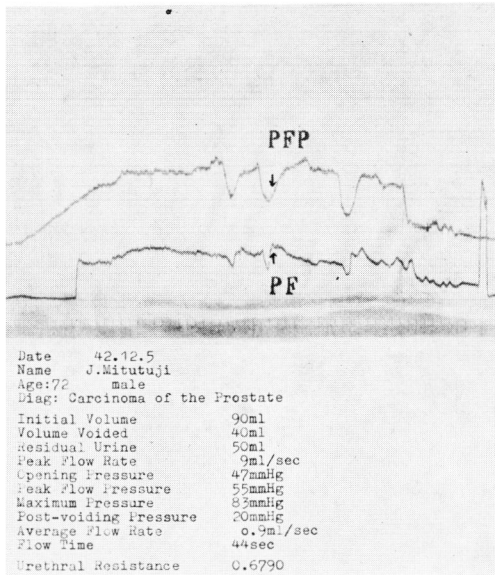 PFP
PF
Date 42.12.5
Name J.Mitutuji
Age:72 male
Diag: Carcinoma of the Prostate
Initial Volume 90ml
Volume Voided 40ml
Residual Urine 50ml
Peak Flow Rate 9ml/sec
Opening Pressure 47mmHg
Peak Flow Pressure 55mmHg
Maximum Pressure 83mmHg
Post-voiding Pressure 20mmHg
Average Flow Rate o.9ml/sec
Flow Time 44sec
Urethral Resistance 0.6790